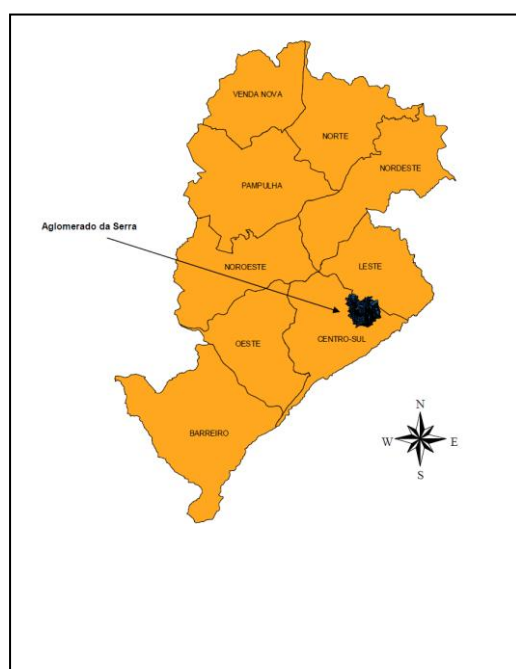 VENDA NOVA
NORTE
NORDESTE
PAMPULHA
Aglomerado da Serra
NOROESTE
LESTE
CENTRO-SUL
OESTE
BARREIRO
N
W
E
S